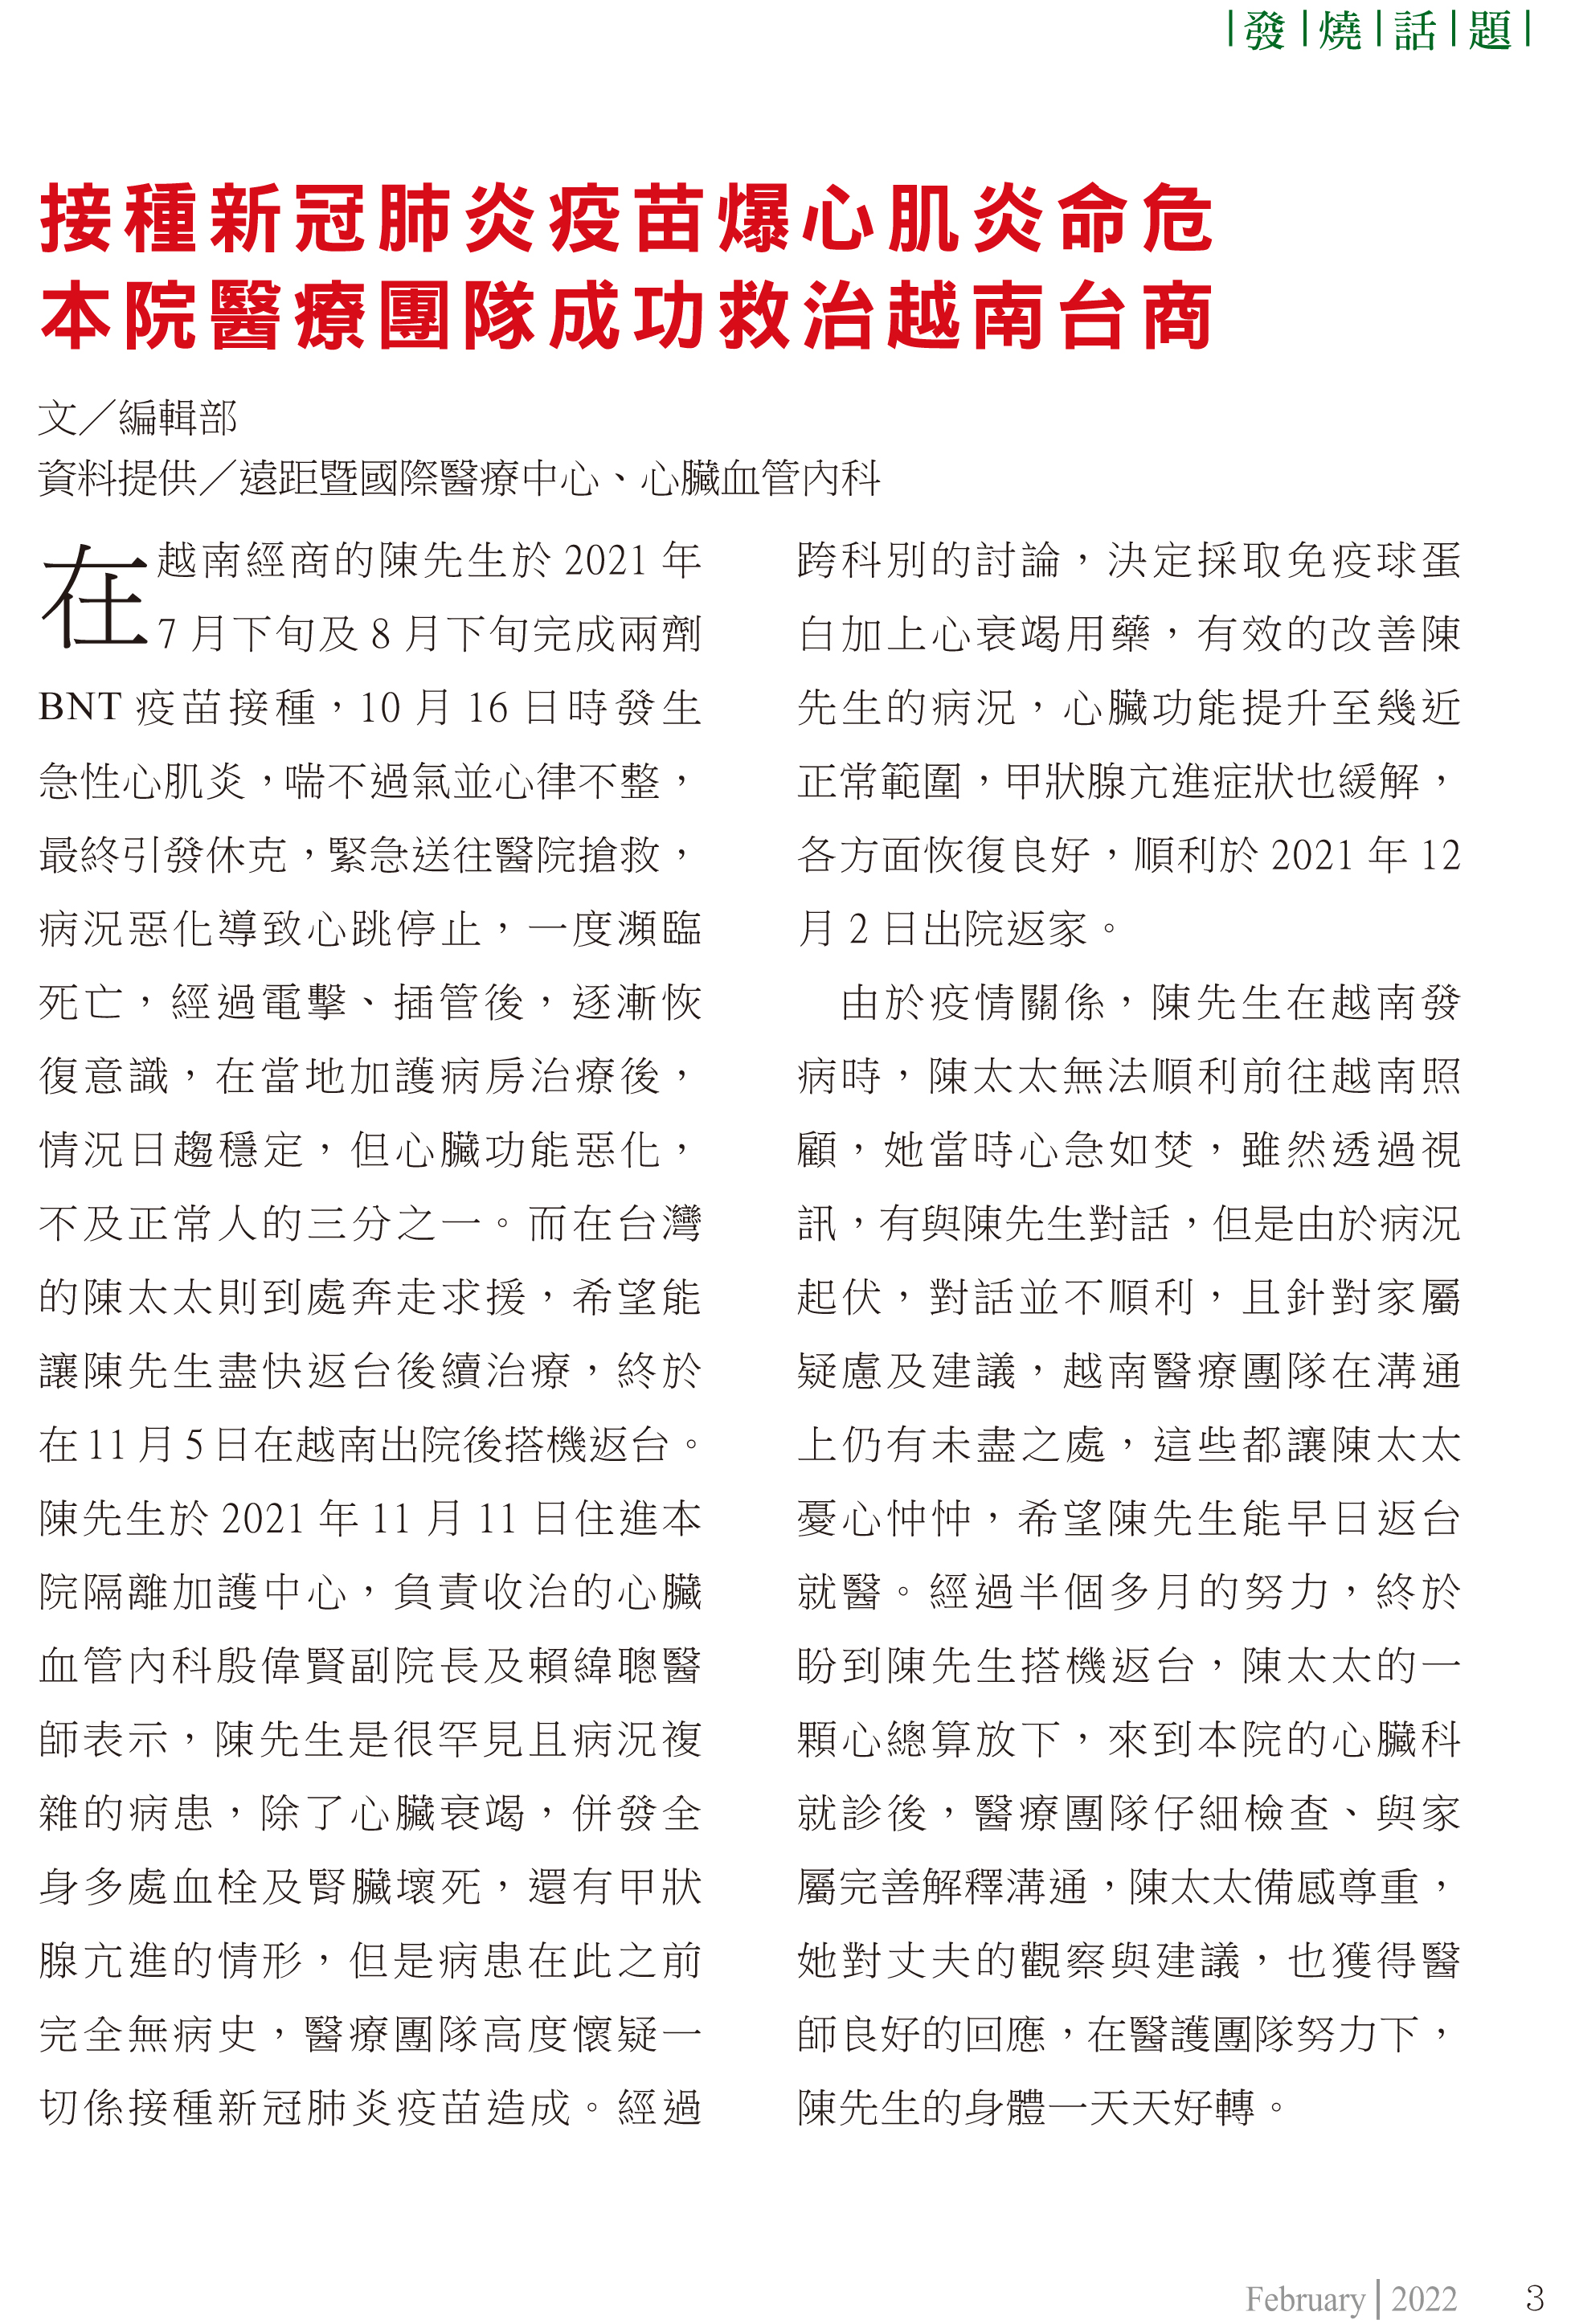 |發|燒|話|題|
接種新冠肺炎疫苗爆心肌炎命危
本院醫療團隊成功救治越南台商
文／編輯部
資料提供／遠距暨國際醫療中心、心臟血管內科
在越南經商的陳先生於 2021 年
7 月下旬及 8 月下旬完成兩劑
BNT 疫苗接種，10 月 16 日時發生
急性心肌炎，喘不過氣並心律不整，
最終引發休克，緊急送往醫院搶救，
病況惡化導致心跳停止，一度瀕臨
死亡，經過電擊、插管後，逐漸恢
復意識，在當地加護病房治療後，
情況日趨穩定，但心臟功能惡化，
不及正常人的三分之一。而在台灣
的陳太太則到處奔走求援，希望能
讓陳先生盡快返台後續治療，終於
在 11 月 5 日在越南出院後搭機返台。
陳先生於 2021 年 11 月 11 日住進本
院隔離加護中心，負責收治的心臟
血管內科殷偉賢副院長及賴緯聰醫
師表示，陳先生是很罕見且病況複
雜的病患，除了心臟衰竭，併發全
身多處血栓及腎臟壞死，還有甲狀
腺亢進的情形，但是病患在此之前
完全無病史，醫療團隊高度懷疑一
切係接種新冠肺炎疫苗造成。經過
跨科別的討論，決定採取免疫球蛋
白加上心衰竭用藥，有效的改善陳
先生的病況，心臟功能提升至幾近
正常範圍，甲狀腺亢進症狀也緩解，
各方面恢復良好，順利於 2021 年 12
月 2 日出院返家。
由於疫情關係，陳先生在越南發
病時，陳太太無法順利前往越南照
顧，她當時心急如焚，雖然透過視
訊，有與陳先生對話，但是由於病況
起伏，對話並不順利，且針對家屬
疑慮及建議，越南醫療團隊在溝通
上仍有未盡之處，這些都讓陳太太
憂心忡忡，希望陳先生能早日返台
就醫。經過半個多月的努力，終於
盼到陳先生搭機返台，陳太太的一
顆心總算放下，來到本院的心臟科
就診後，醫療團隊仔細檢查、與家
屬完善解釋溝通，陳太太備感尊重，
她對丈夫的觀察與建議，也獲得醫
師良好的回應，在醫護團隊努力下，
陳先生的身體一天天好轉。
February | 2022 3